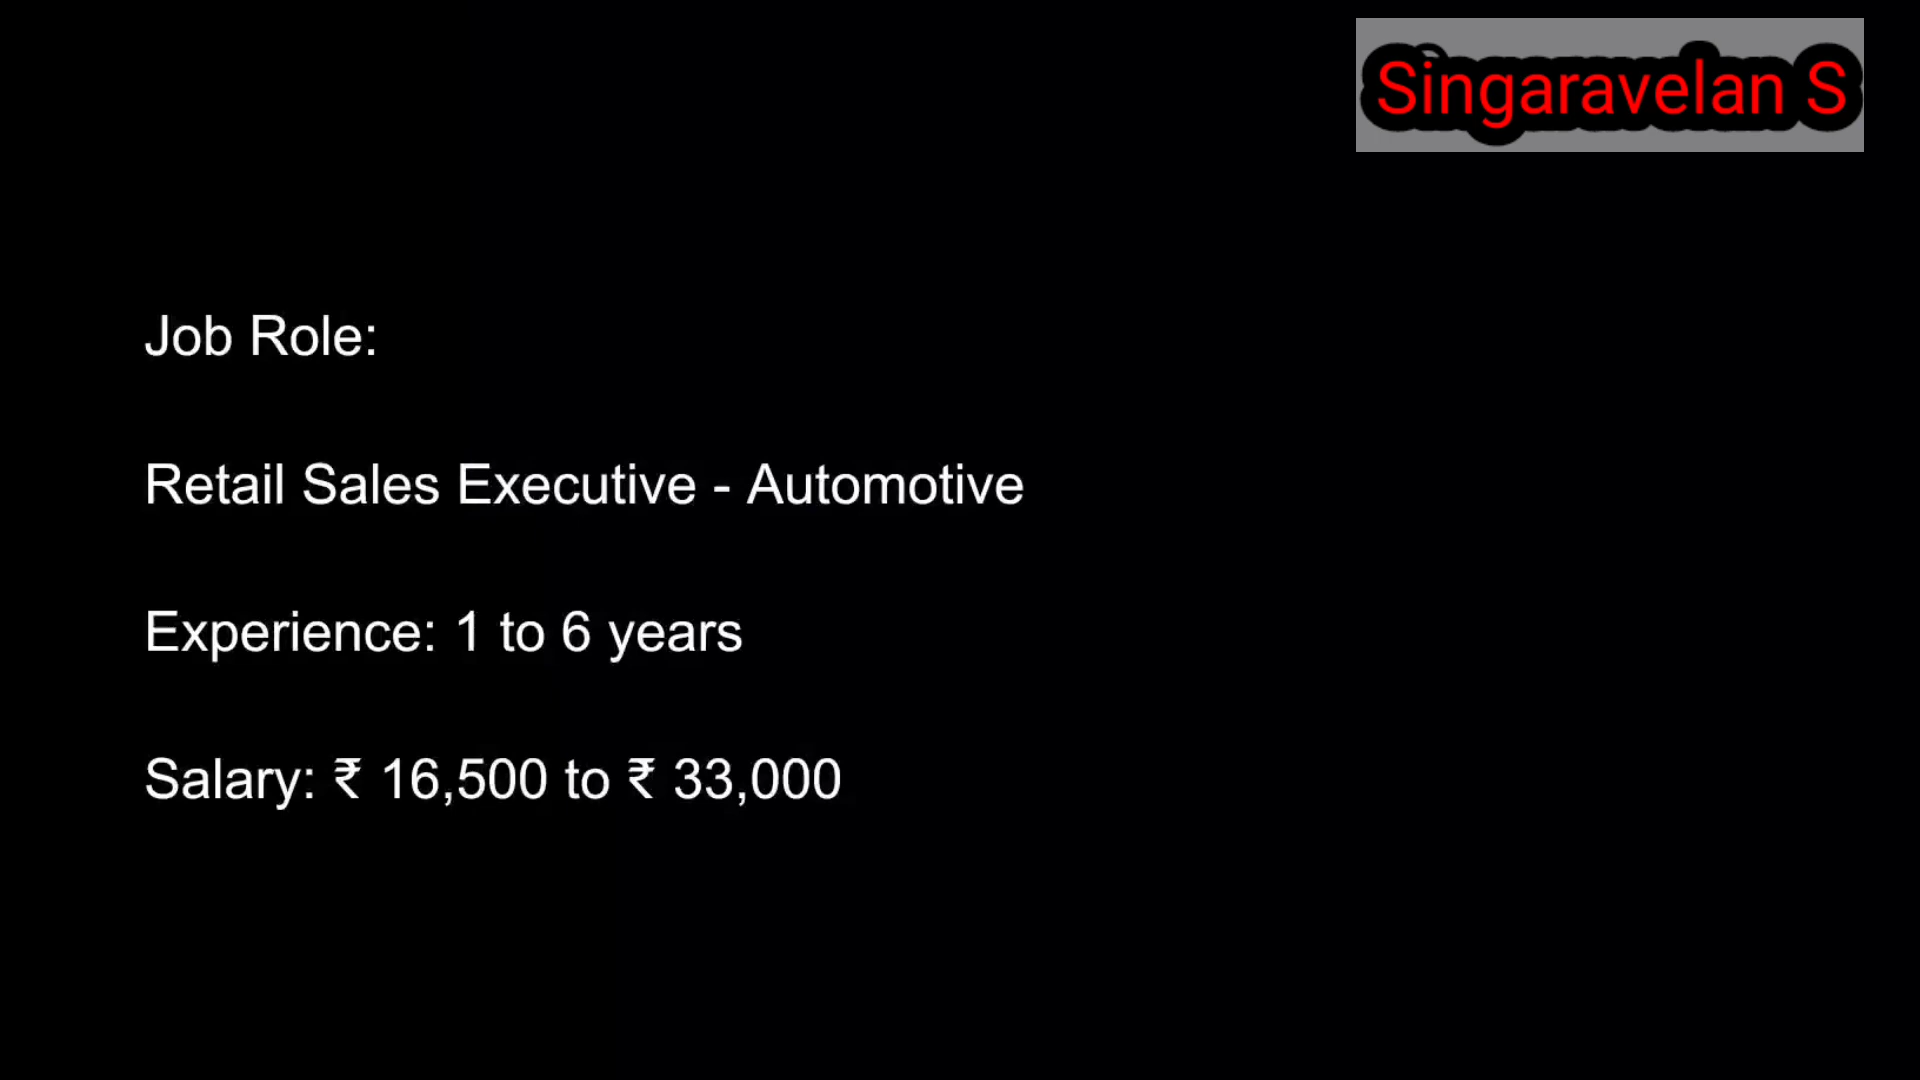 Singaravelan S
Job Role:
Retail Sales Executive - Automotive
Experience: 1 to 6 years
Salary: ₹ 16,500 to ₹ 33,000